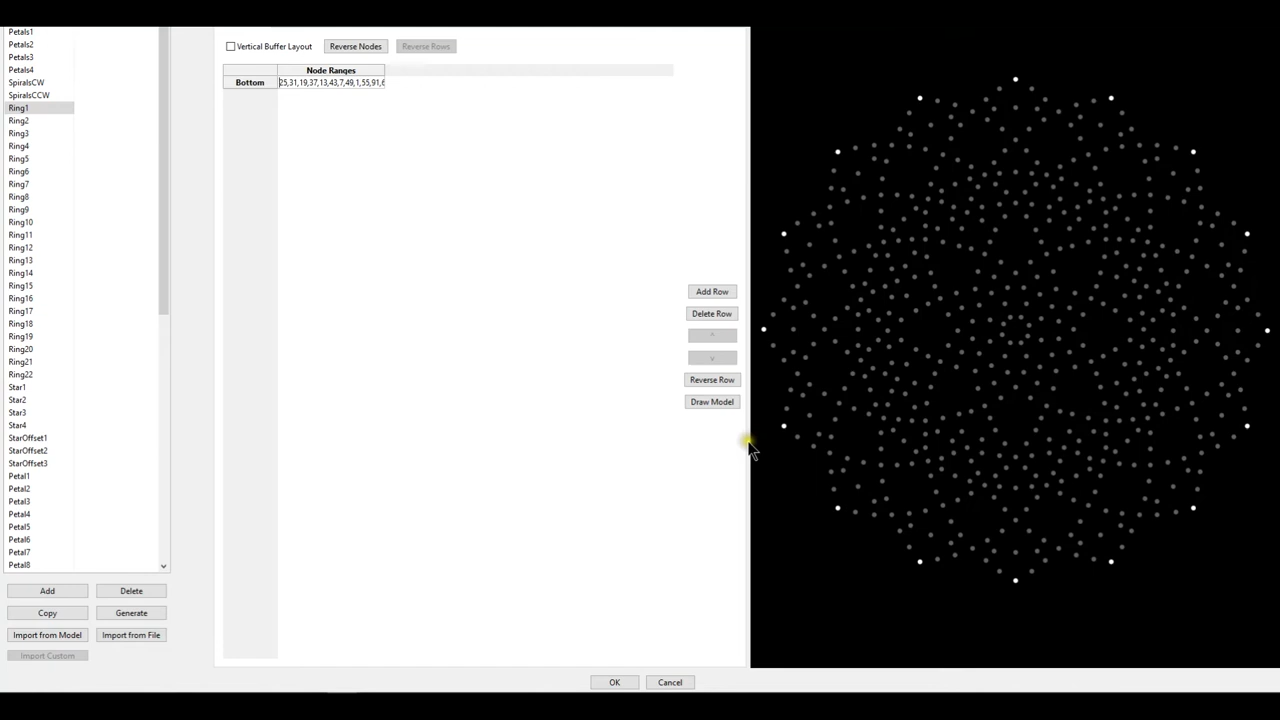 Petals1
Petals2
Petals3
Petals4
SpiralsCW
SpiralsCCW
Ring1
Ring2
Ring3
Ring4
Ring5
Ring6
Ring7
Ring8
Ring9
Ring10
Ring11
Ring12
Ring13
Ring14
Ring15
Ring16
Ring17
Ring18
Ring19
Ring20
Ring21
Ring22
Star1
Star2
Star3
Star4
StarOffset1
StarOffset2
StarOffset3
Petal1
Petal2
Petal3
Petal4
Petal5
Petal6
Petal7
Petal8
Add Delete
Copy Generate
Import from Model Import from File
Import Custom
Vertical Buffer Layout Reverse Nodes Reverse Rows
Node Ranges
Bottom 25,31,19,37,13,43,7,49,1,55,91,6
Add Row
Delete Row
^
v
Reverse Row
Draw Model
OK Cancel